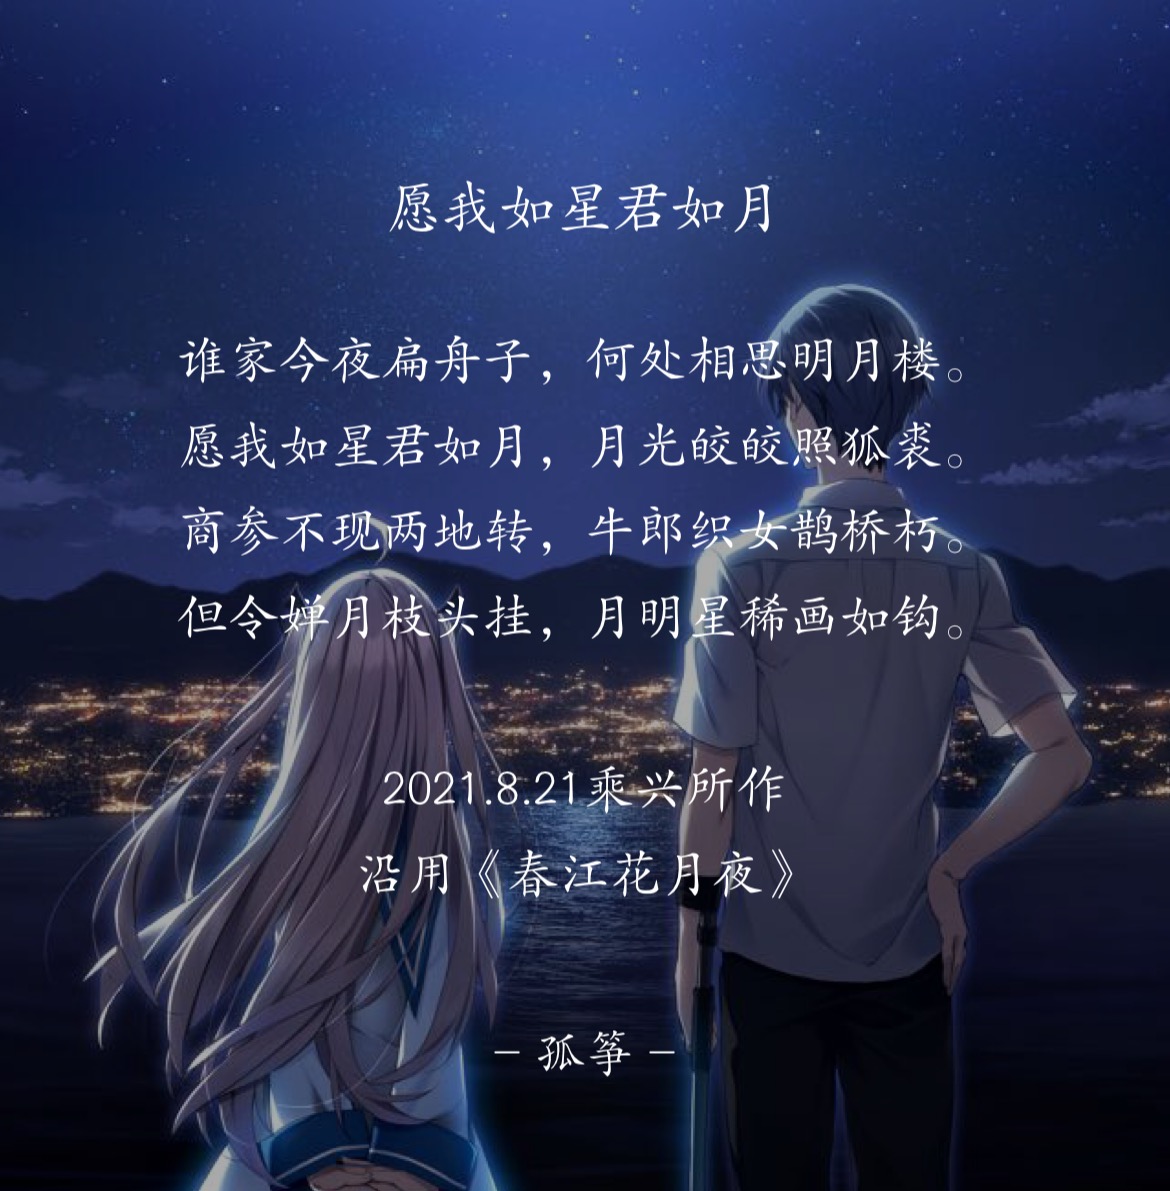 愿我如星君如月
谁家今夜扁舟子，何处相思明月楼。
愿我如星君如月，月光皎皎照狐裘。
商参不现两地转，牛郎织女鹊桥朽。
但令婵月枝头挂，月明星稀画如钩。
2021.8.21乘兴所作
沿用《春江花月夜》
– 孤筝 –